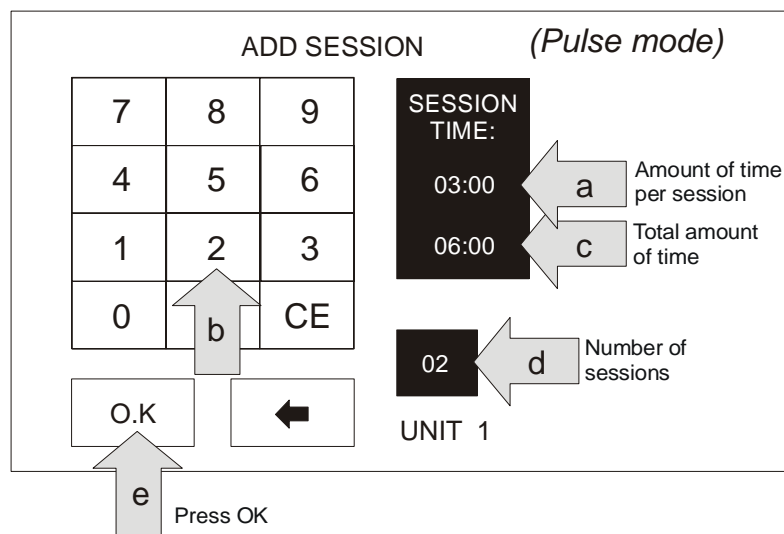 ADD SESSION
(Pulse mode)
7 8 9
4 5 6
1 2 3
0 CE
b
O.K
UNIT 1
SESSION
TIME:
03:00
06:00
02
a
Amount of time
per session
c
Total amount
of time
d
Number of
sessions
e
Press OK